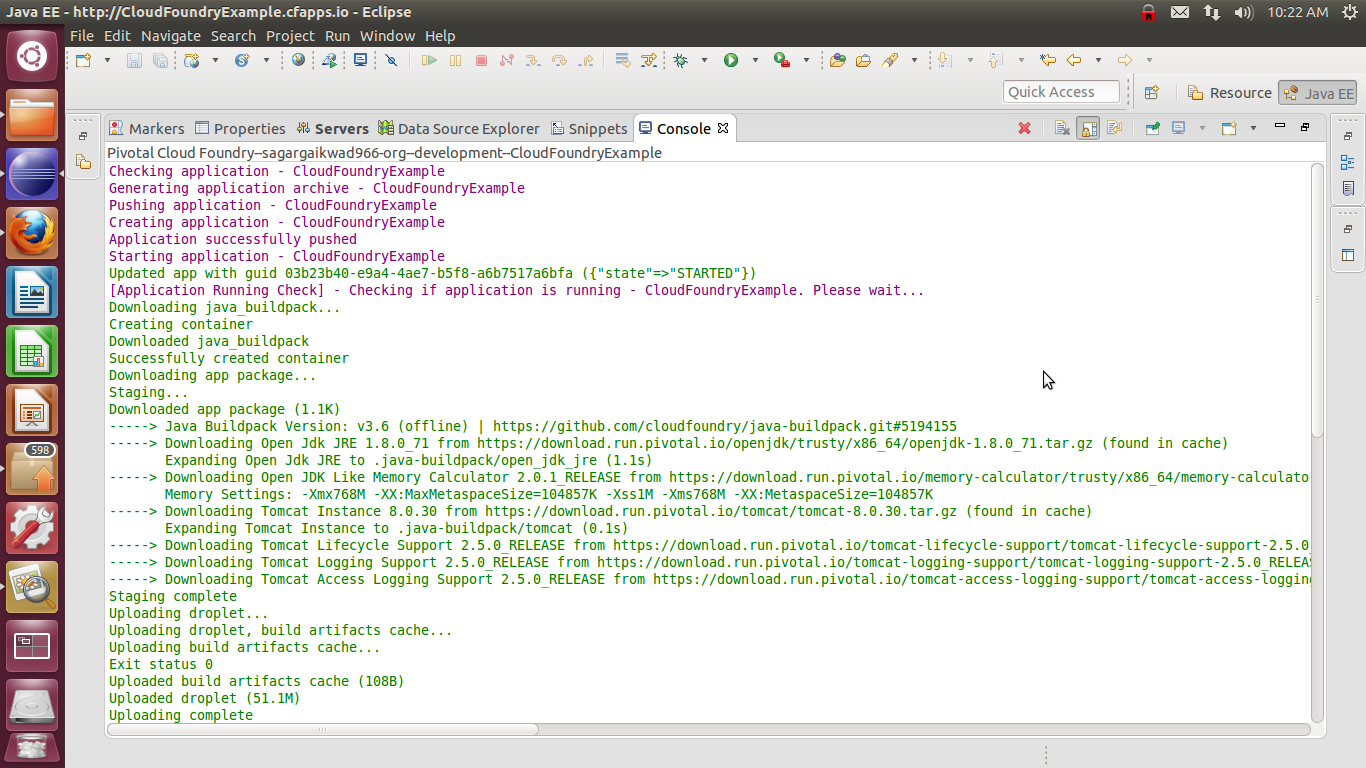 Java EE - http://CloudFoundryExample.cfapps.io - Eclipse
10:22 AM
File Edit Navigate Search Project Run Window Help
Quick Access
Resource
Java EE
Markers
Properties
Servers
Data Source Explorer
Snippets
Console
Pivotal Cloud Foundry--sagargaikwad966-org--development--CloudFoundryExample
Checking application - CloudFoundryExample
Generating application archive - CloudFoundryExample
Pushing application - CloudFoundryExample
Creating application - CloudFoundryExample
Application successfully pushed
Starting application - CloudFoundryExample
Updated app with guid 03b23b40-e9a4-4ae7-b5f8-a6b7517a6bfa ({"state"=>"STARTED"})
[Application Running Check] - Checking if application is running - CloudFoundryExample. Please wait...
Downloading java_buildpack...
Creating container
Downloaded java_buildpack
Successfully created container
Downloading app package...
Staging...
Downloaded app package (1.1K)
-----> Java Buildpack Version: v3.6 (offline) | https://github.com/cloudfoundry/java-buildpack.git#5194155
-----> Downloading Open Jdk JRE 1.8.0_71 from https://download.run.pivotal.io/openjdk/trusty/x86_64/openjdk-1.8.0_71.tar.gz (found in cache)
Expanding Open Jdk JRE to .java-buildpack/open_jdk_jre (1.1s)
-----> Downloading Open JDK Like Memory Calculator 2.0.1_RELEASE from https://download.run.pivotal.io/memory-calculator/trusty/x86_64/memory-calculato
Memory Settings: -Xmx768M -XX:MaxMetaspaceSize=104857K -Xss1M -Xms768M -XX:MetaspaceSize=104857K
-----> Downloading Tomcat Instance 8.0.30 from https://download.run.pivotal.io/tomcat/tomcat-8.0.30.tar.gz (found in cache)
Expanding Tomcat Instance to .java-buildpack/tomcat (0.1s)
-----> Downloading Tomcat Lifecycle Support 2.5.0_RELEASE from https://download.run.pivotal.io/tomcat-lifecycle-support/tomcat-lifecycle-support-2.5.0
-----> Downloading Tomcat Logging Support 2.5.0_RELEASE from https://download.run.pivotal.io/tomcat-logging-support/tomcat-logging-support-2.5.0_RELEA
-----> Downloading Tomcat Access Logging Support 2.5.0_RELEASE from https://download.run.pivotal.io/tomcat-access-logging-support/tomcat-access-loggin
Staging complete
Uploading droplet...
Uploading droplet, build artifacts cache...
Uploading build artifacts cache...
Exit status 0
Uploaded build artifacts cache (108B)
Uploaded droplet (51.1M)
Uploading complete
598